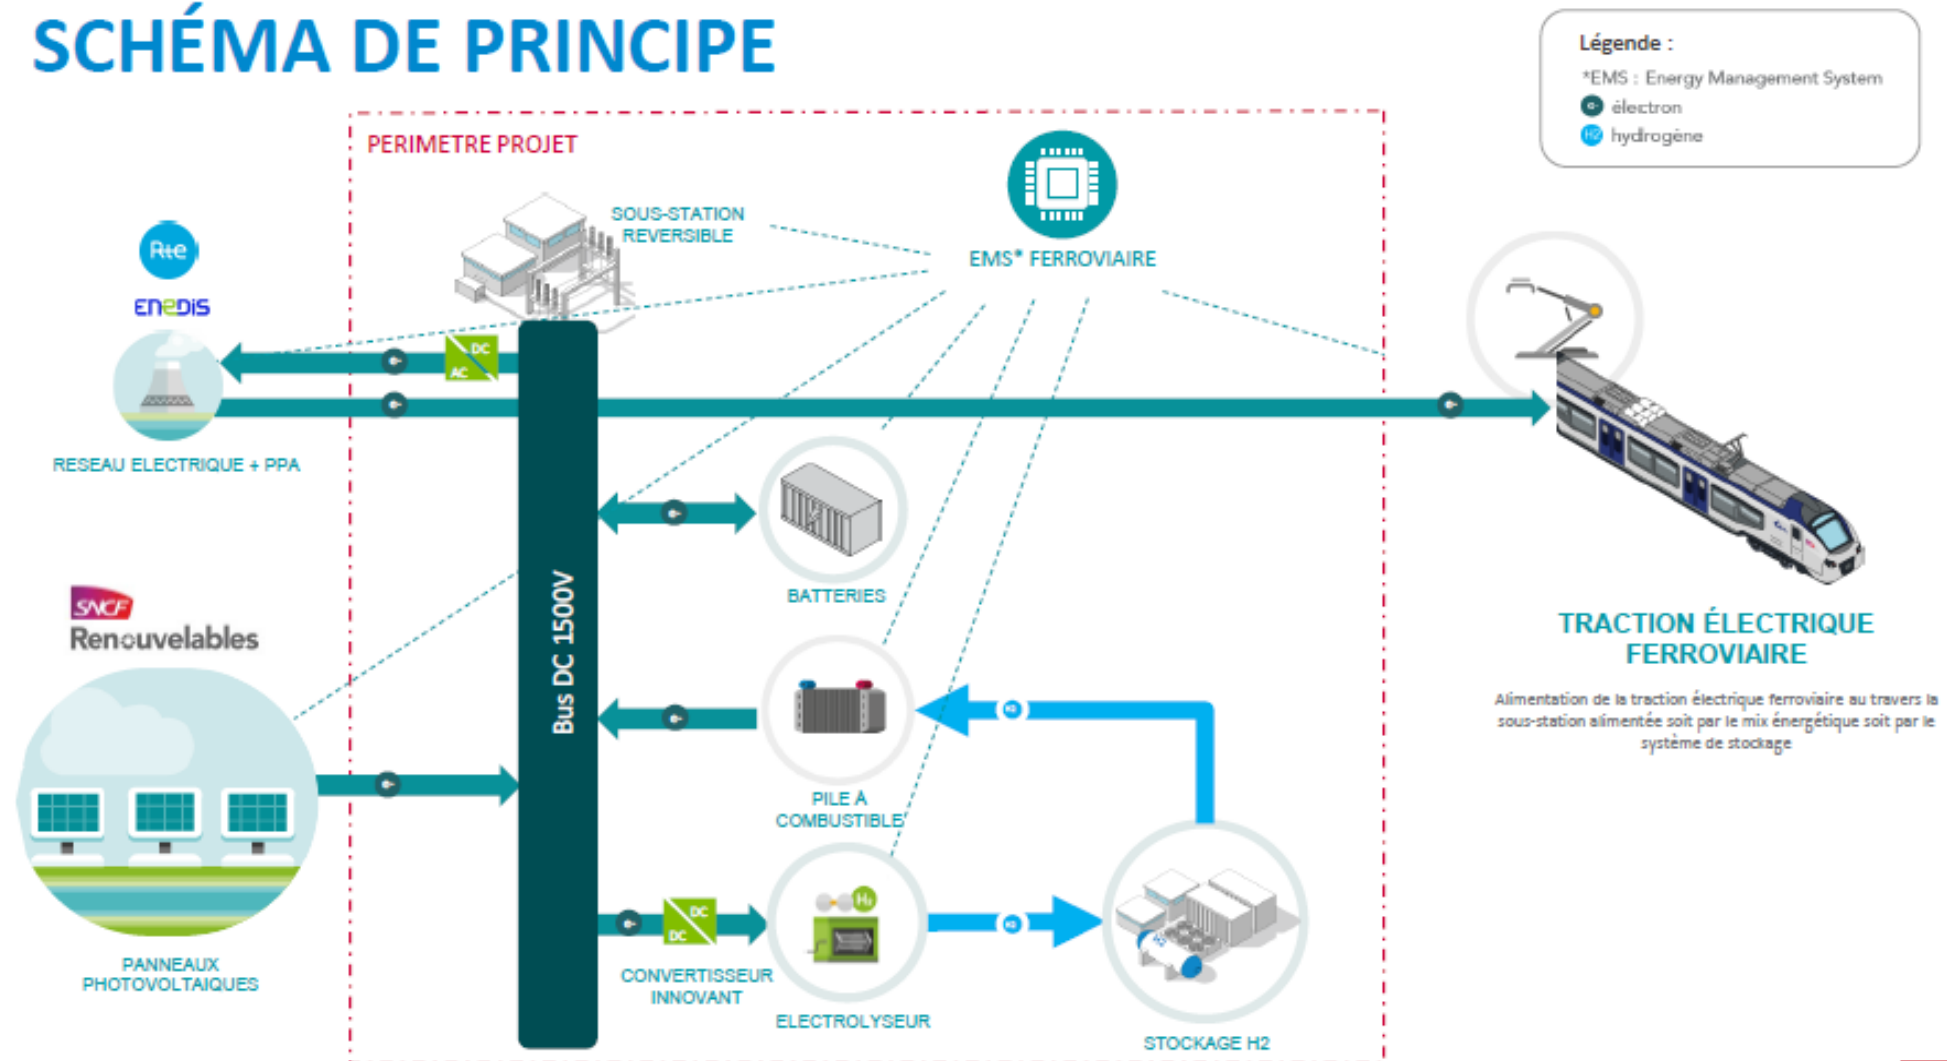 SCHÉMA DE PRINCIPE
Légende :
*EMS : Energy Management System
e- électron
H2 hydrogène
PERIMETRE PROJET
SOUS-STATION
REVERSIBLE
EMS* FERROVIAIRE
Rte
ENEDIS
DC
AC
RESEAU ELECTRIQUE + PPA
BATTERIES
SNCF
Renouvelables
Bus DC 1500V
TRACTION ÉLECTRIQUE
FERROVIAIRE
Alimentation de la traction électrique ferroviaire au travers la
sous-station alimentée soit par le mix énergétique soit par le
système de stockage
PILE À
COMBUSTIBLE
H2
DC
DC
PANNEAUX
PHOTOVOLTAIQUES
CONVERTISSEUR
INNOVANT
ELECTROLYSEUR
H2
STOCKAGE H2